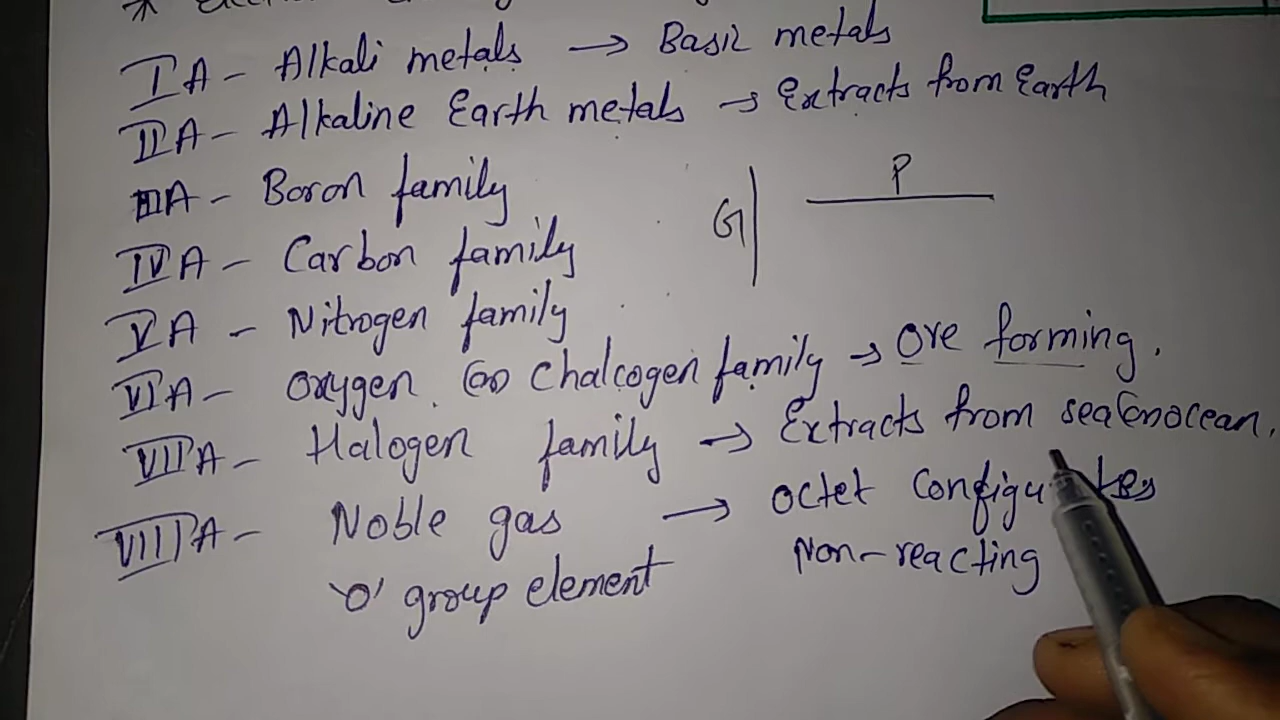 *
IA - Alkali metals → Basic metals
IIA - Alkaline Earth metals → Extracts from Earth
IIIA - Boron family
P
G
IVA - Carbon family
VA - Nitrogen family
VIA - oxygen (or) Chalcogen family → Ore forming.
VIIA - Halogen family → Extracts from sea (or) ocean.
VIIIA - Noble gas → octet
'O' group element Non-reacting